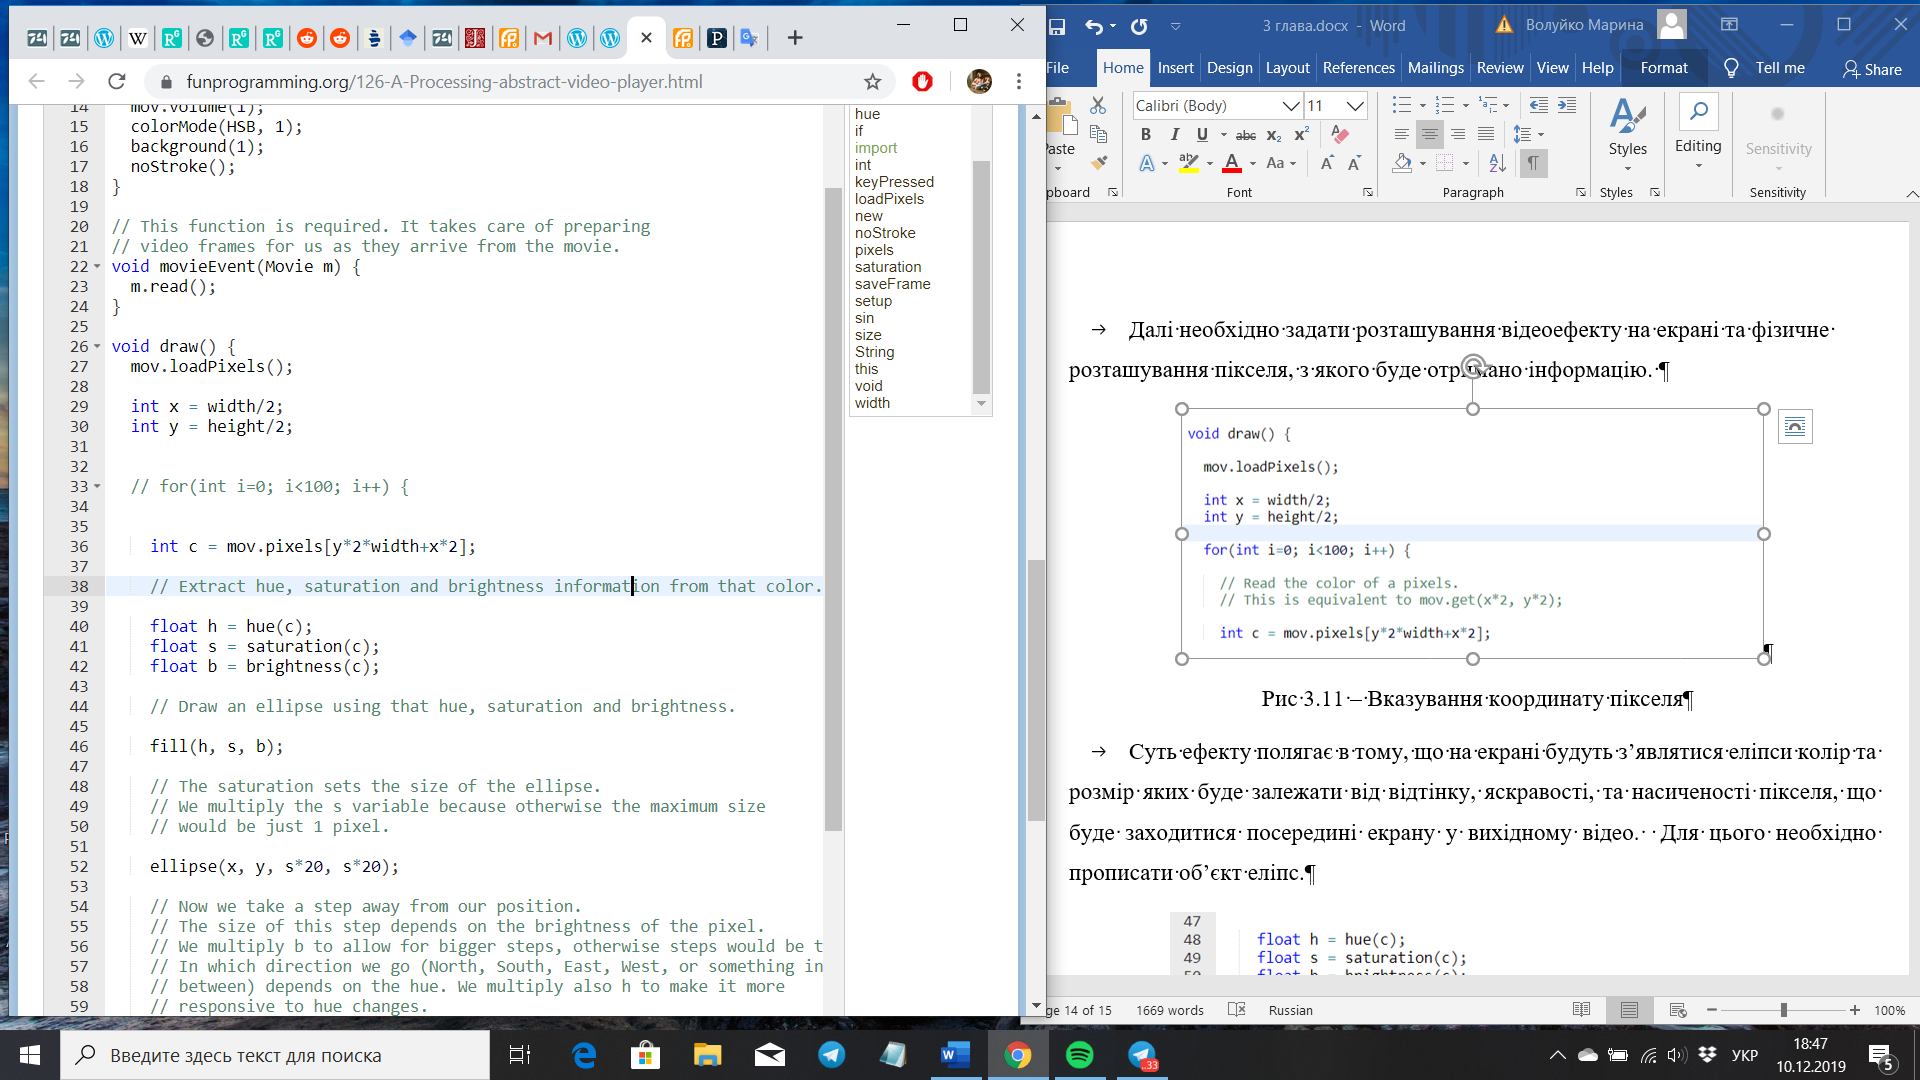 funprogramming.org/126-A-Processing-abstract-video-player.html
14 mov.volume(1);
15 colorMode(HSB, 1);
16 background(1);
17 noStroke();
18 }
19
20 // This function is required. It takes care of preparing
21 // video frames for us as they arrive from the movie.
22 void movieEvent(Movie m) {
23 m.read();
24 }
25
26 void draw() {
27 mov.loadPixels();
28
29 int x = width/2;
30 int y = height/2;
31
32
33 // for(int i=0; i<100; i++) {
34
35
36 int c = mov.pixels[y*2*width+x*2];
37
38 // Extract hue, saturation and brightness information from that color.
39
40 float h = hue(c);
41 float s = saturation(c);
42 float b = brightness(c);
43
44 // Draw an ellipse using that hue, saturation and brightness.
45
46 fill(h, s, b);
47
48 // The saturation sets the size of the ellipse.
49 // We multiply the s variable because otherwise the maximum size
50 // would be just 1 pixel.
51
52 ellipse(x, y, s*20, s*20);
53
54 // Now we take a step away from our position.
55 // The size of this step depends on the brightness of the pixel.
56 // We multiply b to allow for bigger steps, otherwise steps would be t
57 // In which direction we go (North, South, East, West, or something in
58 // between) depends on the hue. We multiply also h to make it more
59 // responsive to hue changes.
hue
if
import
int
keyPressed
loadPixels
new
noStroke
pixels
saturation
saveFrame
setup
sin
size
String
this
void
width
3 глава.docx - Word
Волуйко Марина
File Home Insert Design Layout References Mailings Review View Help Format Tell me Share
Calibri (Body) 11
Paste
Styles
Editing
Sensitivity
pboard Font Paragraph Styles Sensitivity
Далі необхідно задати розташування відеоефекту на екрані та фізичне
розташування пікселя, з якого буде отримано інформацію. ¶
void draw() {
mov.loadPixels();
int x = width/2;
int y = height/2;
for(int i=0; i<100; i++) {
// Read the color of a pixels.
// This is equivalent to mov.get(x*2, y*2);
int c = mov.pixels[y*2*width+x*2];
Рис 3.11 – Вказування координату пікселя¶
Суть ефекту полягає в тому, що на екрані будуть з’являтися еліпси колір та
розмір яких буде залежати від відтінку, яскравості, та насиченості пікселя, що
буде заходитися посередині екрану у вихідному відео. Для цього необхідно
прописати об’єкт еліпс.¶
47
48 float h = hue(c);
49 float s = saturation(c);
50 float b = brightness(c);
ge 14 of 15 1669 words Russian 100%
Введите здесь текст для поиска
33
УКР
18:47
10.12.2019
5